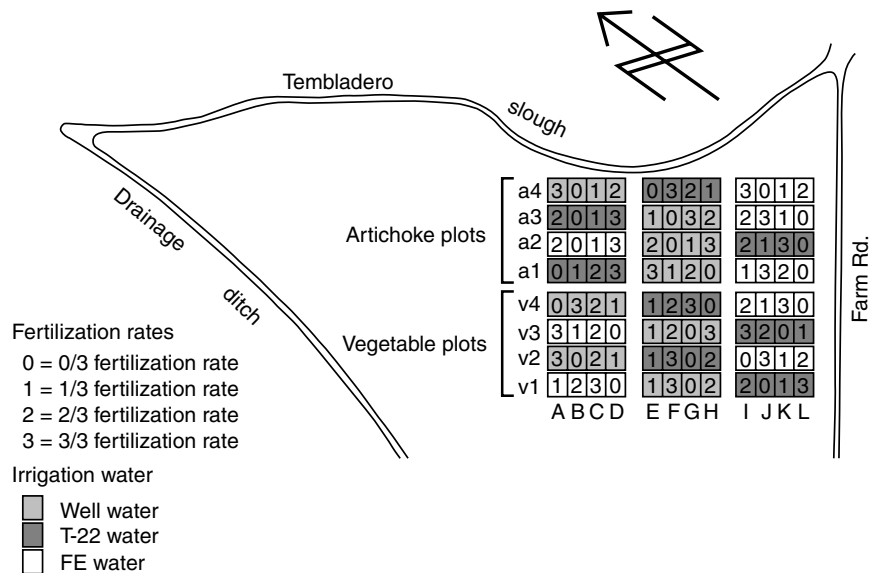 Tembladero
slough
Drainage
ditch
Artichoke plots
a4 3 0 1 2 0 3 2 1 3 0 1 2
a3 2 0 1 3 1 0 3 2 2 3 1 0
a2 2 0 1 3 2 0 1 3 2 1 3 0
a1 0 1 2 3 3 1 2 0 1 3 2 0
Vegetable plots
v4 0 3 2 1 1 2 3 0 2 1 3 0
v3 3 1 2 0 1 2 0 3 3 2 0 1
v2 3 0 2 1 1 3 0 2 0 3 1 2
v1 1 2 3 0 1 3 0 2 2 0 1 3
A B C D E F G H I J K L
Farm Rd.
Fertilization rates
0 = 0/3 fertilization rate
1 = 1/3 fertilization rate
2 = 2/3 fertilization rate
3 = 3/3 fertilization rate
Irrigation water
Well water
T-22 water
FE water